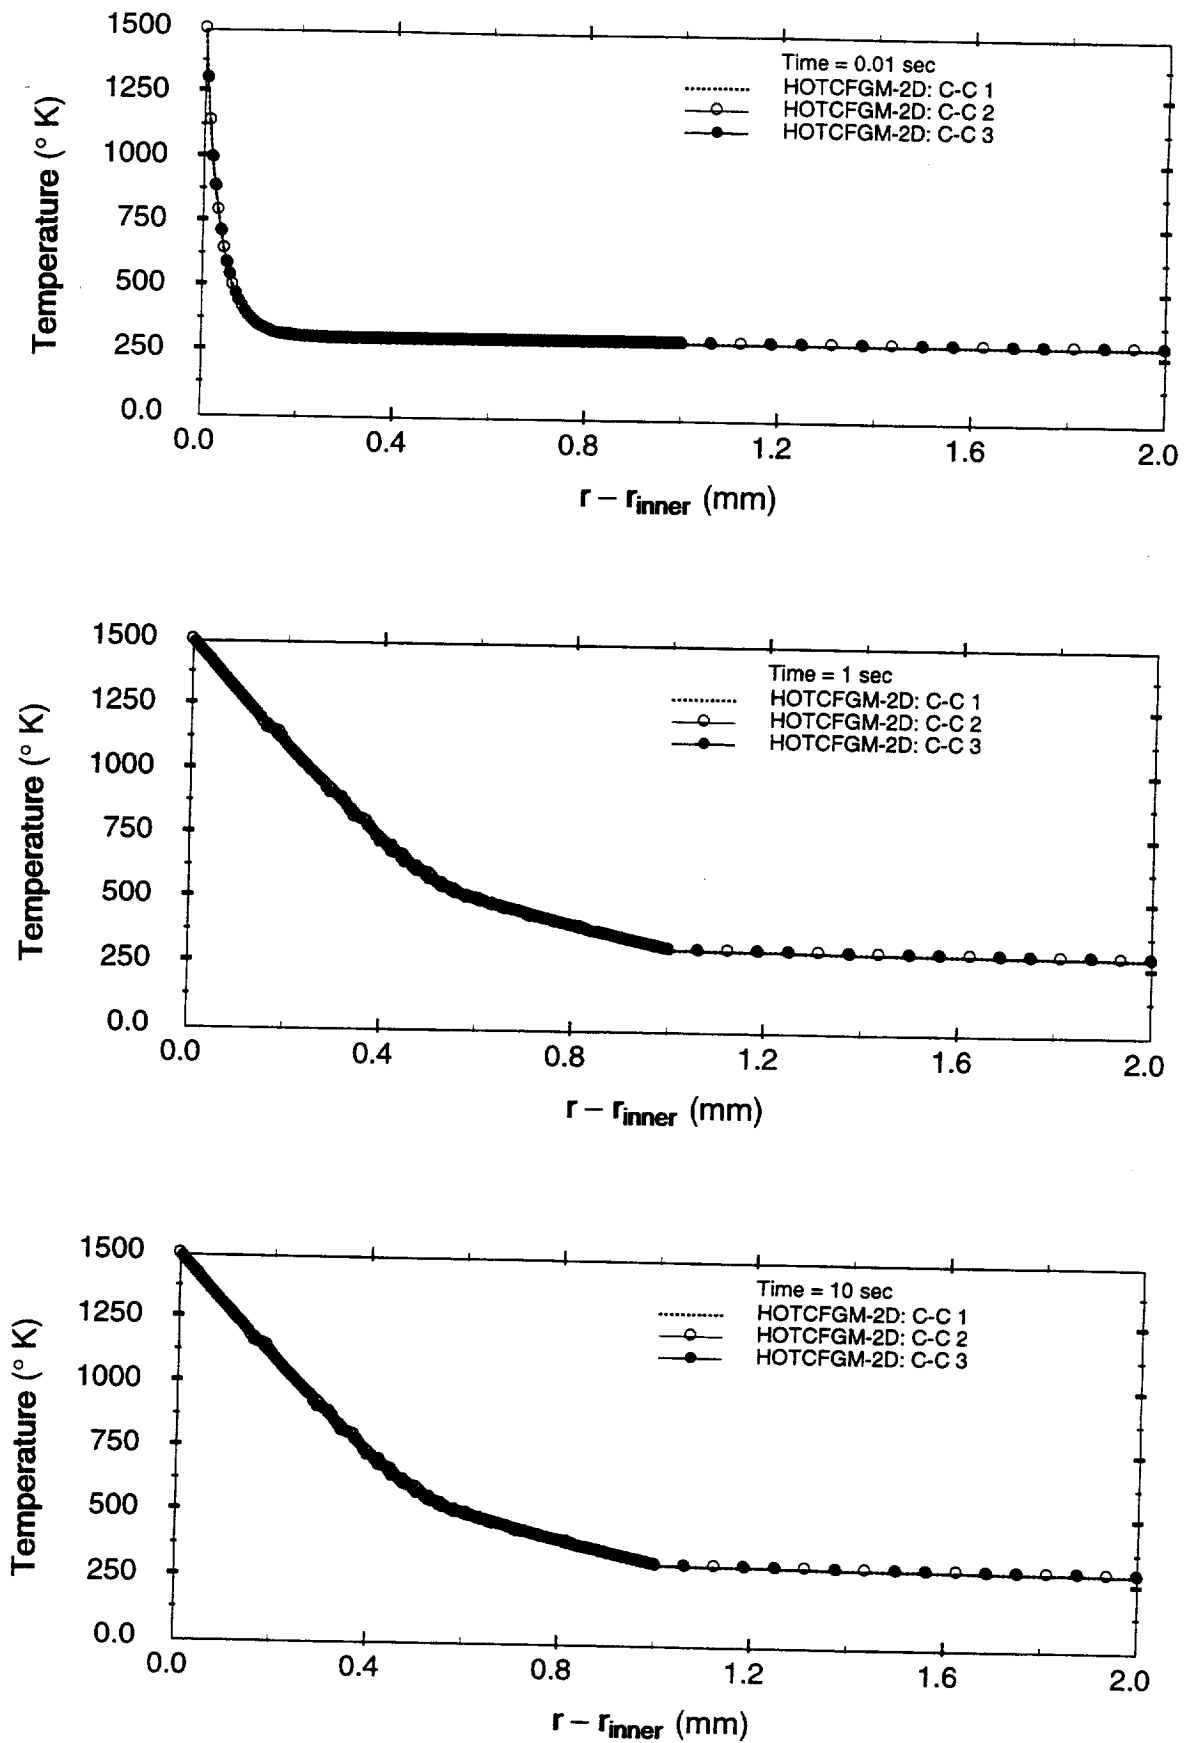 1500
1250
1000
750
500
250
0.0
Temperature (° K)
Time = 0.01 sec
HOTCFGM-2D: C-C 1
HOTCFGM-2D: C-C 2
HOTCFGM-2D: C-C 3
0.0 0.4 0.8 1.2 1.6 2.0
r – rinner (mm)
1500
1250
1000
750
500
250
0.0
Temperature (° K)
Time = 1 sec
HOTCFGM-2D: C-C 1
HOTCFGM-2D: C-C 2
HOTCFGM-2D: C-C 3
0.0 0.4 0.8 1.2 1.6 2.0
r – rinner (mm)
1500
1250
1000
750
500
250
0.0
Temperature (° K)
Time = 10 sec
HOTCFGM-2D: C-C 1
HOTCFGM-2D: C-C 2
HOTCFGM-2D: C-C 3
0.0 0.4 0.8 1.2 1.6 2.0
r – rinner (mm)